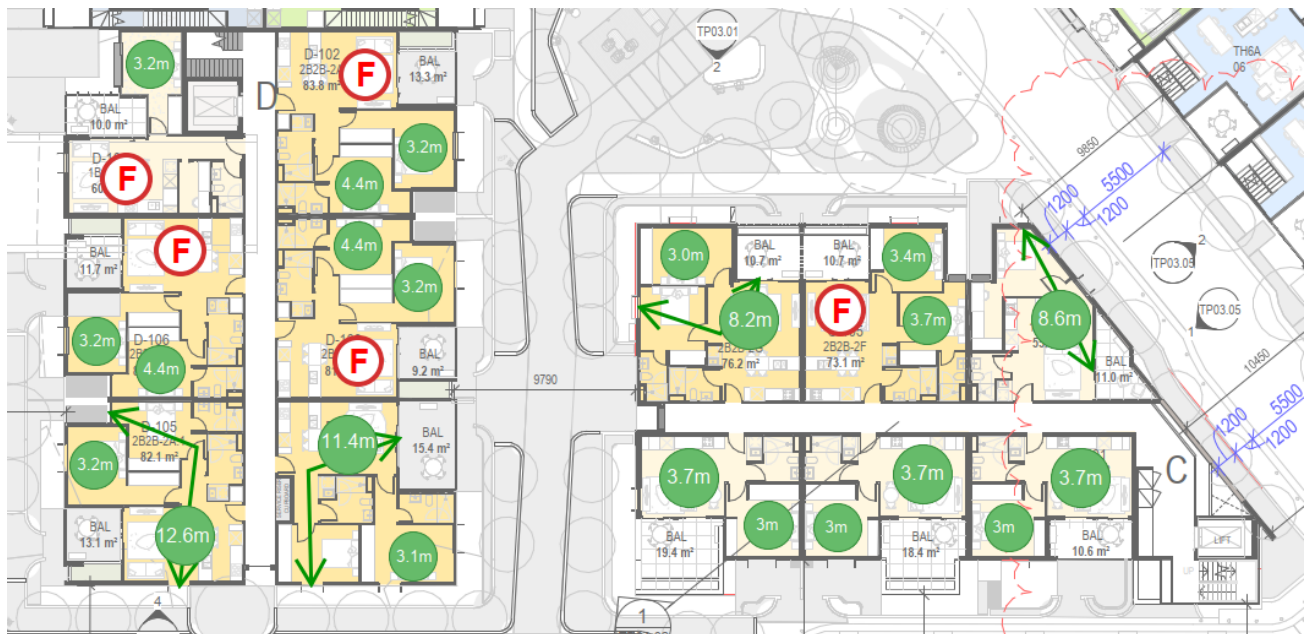 TP03.01
2
TH6A
06
3.2m
D-102
2B2B-2A
83.8 m²
F
BAL
13.3 m²
D
BAL
10.0 m²
3.2m
4.4m
F
9850
5500
1200
1200
F
BAL
11.7 m²
4.4m
3.2m
3.0m
BAL
10.7 m²
BAL
10.7 m²
3.4m
2
TP03.05
TP03.05
1
3.2m
D-106
4.4m
F
BAL
9.2 m²
8.2m
76.2 m²
F
2B2B-2F
73.1 m²
3.7m
8.6m
BAL
11.0 m²
10450
9790
5500
1200
1200
D-105
2B2B-2A.1
82.1 m²
3.2m
11.4m
BAL
15.4 m²
3.7m
3.7m
3.7m
C
BAL
13.1 m²
12.6m
3.1m
3m
3m
3m
BAL
19.4 m²
BAL
18.4 m²
BAL
10.6 m²
LIFT
UP
4
1